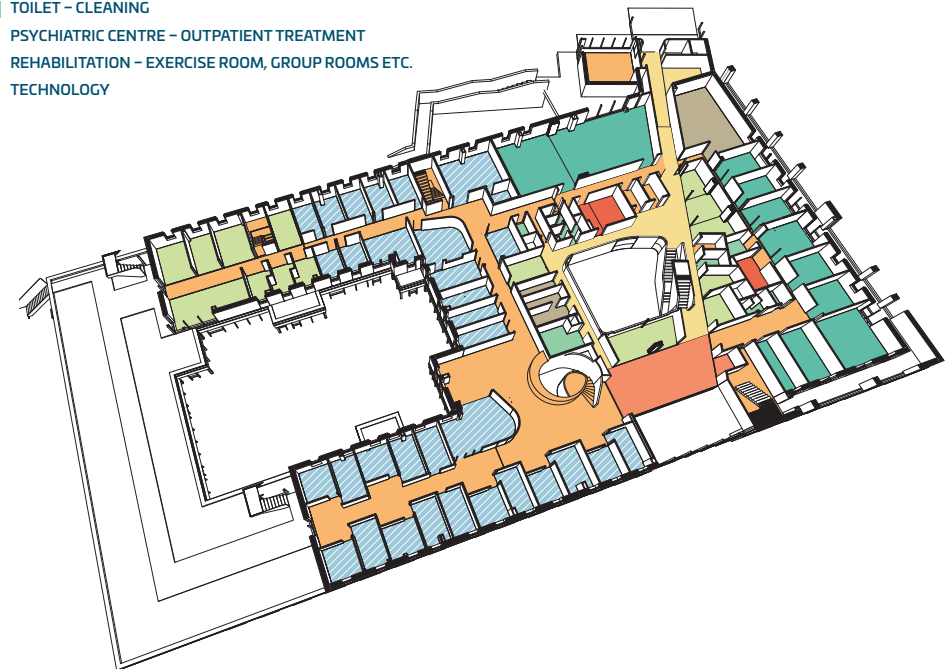 TOILET – CLEANING
PSYCHIATRIC CENTRE – OUTPATIENT TREATMENT
REHABILITATION – EXERCISE ROOM, GROUP ROOMS ETC.
TECHNOLOGY